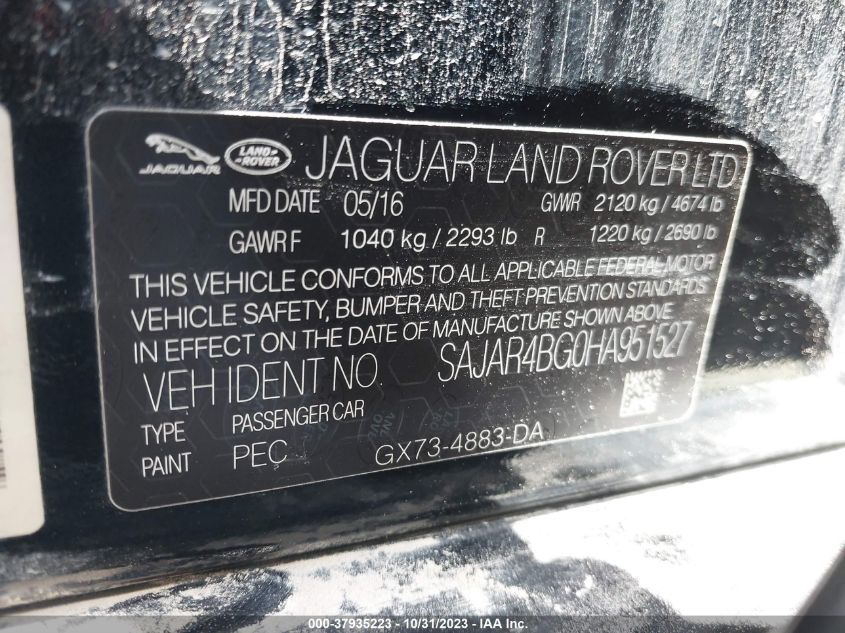 JAGUAR LAND-ROVER JAGUAR LAND ROVER LTD
MFD DATE 05/16 GVWR 2120 kg / 4674 lb
GAWR F 1040 kg / 2293 lb R 1220 kg / 2690 lb
THIS VEHICLE CONFORMS TO ALL APPLICABLE FEDERAL MOTOR
VEHICLE SAFETY, BUMPER AND THEFT PREVENTION STANDARDS
IN EFFECT ON THE DATE OF MANUFACTURE SHOWN ABOVE
VEH IDENT NO. SAJAR4BG0HA951527
TYPE PASSENGER CAR
PAINT PEC GX73-4883-DA
000-37935223 - 10/31/2023 - IAAI.com